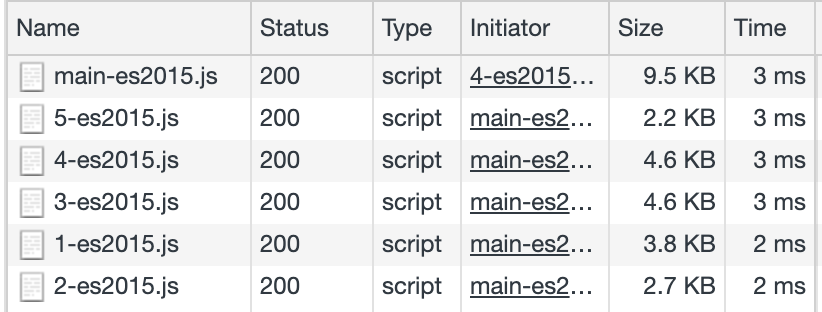 Name Status Type Initiator Size Time
main-es2015.js 200 script 4-es2015… 9.5 KB 3 ms
5-es2015.js 200 script main-es2… 2.2 KB 3 ms
4-es2015.js 200 script main-es2… 4.6 KB 3 ms
3-es2015.js 200 script main-es2… 4.6 KB 3 ms
1-es2015.js 200 script main-es2… 3.8 KB 2 ms
2-es2015.js 200 script main-es2… 2.7 KB 2 ms